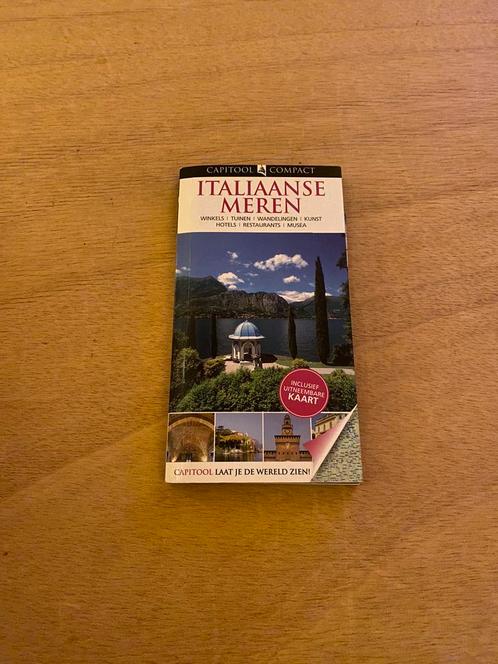 CAPITOOL COMPACT
ITALIAANSE
MEREN
WINKELS | TUINEN | WANDELINGEN | KUNST
HOTELS | RESTAURANTS | MUSEA
INCLUSIEF
UITNEEMBARE
KAART
CAPITOOL LAAT JE DE WERELD ZIEN!